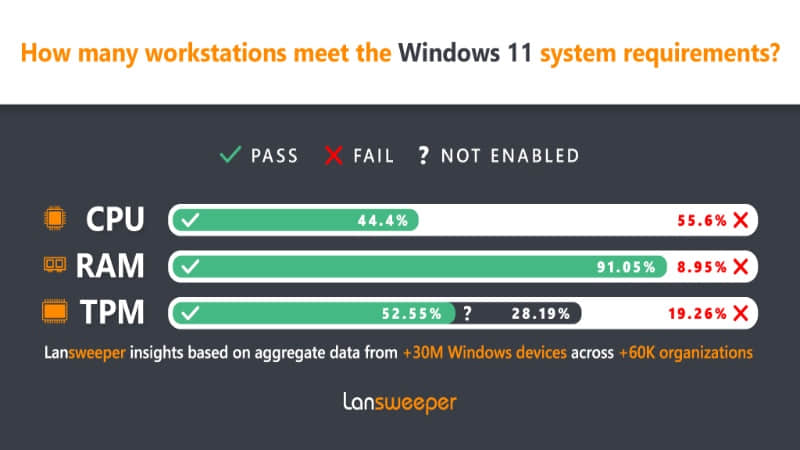 How many workstations meet the Windows 11 system requirements?
PASS FAIL ? NOT ENABLED
CPU 44.4% 55.6%
RAM 91.05% 8.95%
TPM 52.55% ? 28.19% 19.26%
Lansweeper insights based on aggregate data from +30M Windows devices across +60K organizations
Lansweeper